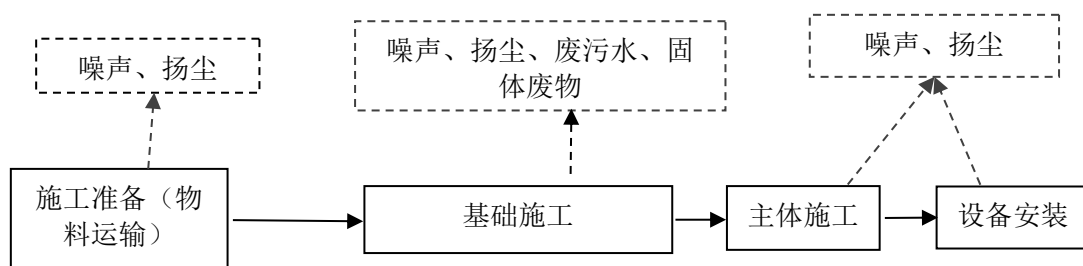 噪声、扬尘
噪声、扬尘、废污水、固
体废物
噪声、扬尘
施工准备（物
料运输）
基础施工
主体施工
设备安装